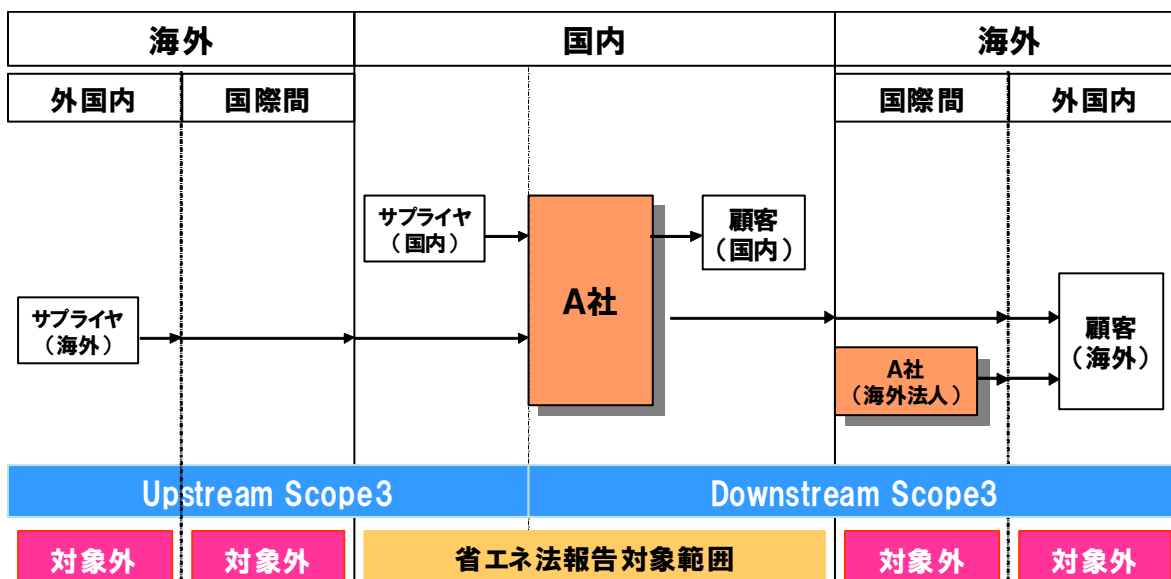 海外
国内
海外
外国内
国際間
国際間
外国内
サプライヤ
（国内）
A社
顧客
（国内）
サプライヤ
（海外）
顧客
（海外）
A社
（海外法人）
Upstream Scope3
Downstream Scope3
対象外
対象外
省エネ法報告対象範囲
対象外
対象外